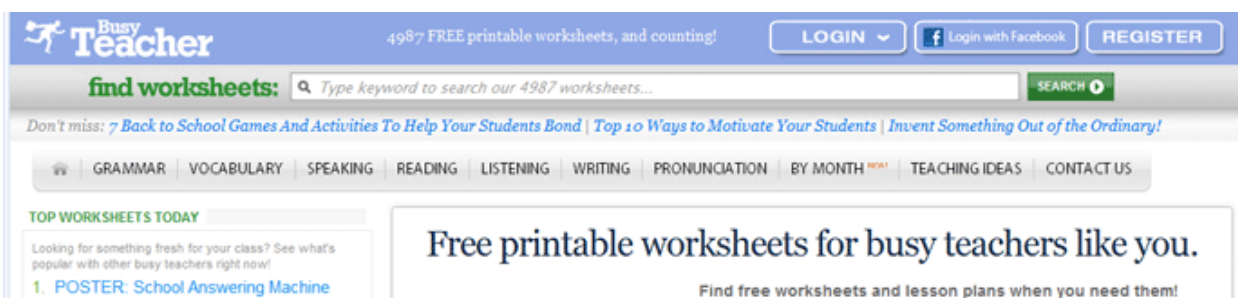 Busy
Teacher
4987 FREE printable worksheets, and counting!
LOGIN
Login with Facebook
REGISTER
find worksheets:
Type keyword to search our 4987 worksheets...
SEARCH
Don't miss: 7 Back to School Games And Activities To Help Your Students Bond | Top 10 Ways to Motivate Your Students | Invent Something Out of the Ordinary!
GRAMMAR | VOCABULARY | SPEAKING | READING | LISTENING | WRITING | PRONUNCIATION | BY MONTH NEW! | TEACHING IDEAS | CONTACT US
TOP WORKSHEETS TODAY
Looking for something fresh for your class? See what's
popular with other busy teachers right now!
1. POSTER: School Answering Machine
Free printable worksheets for busy teachers like you.
Find free worksheets and lesson plans when you need them!